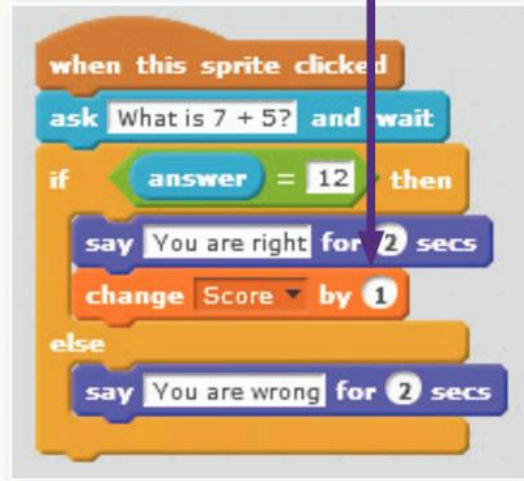 when this sprite clicked
ask What is 7 + 5? and wait
if answer = 12 then
say You are right for 2 secs
change Score by 1
else
say You are wrong for 2 secs